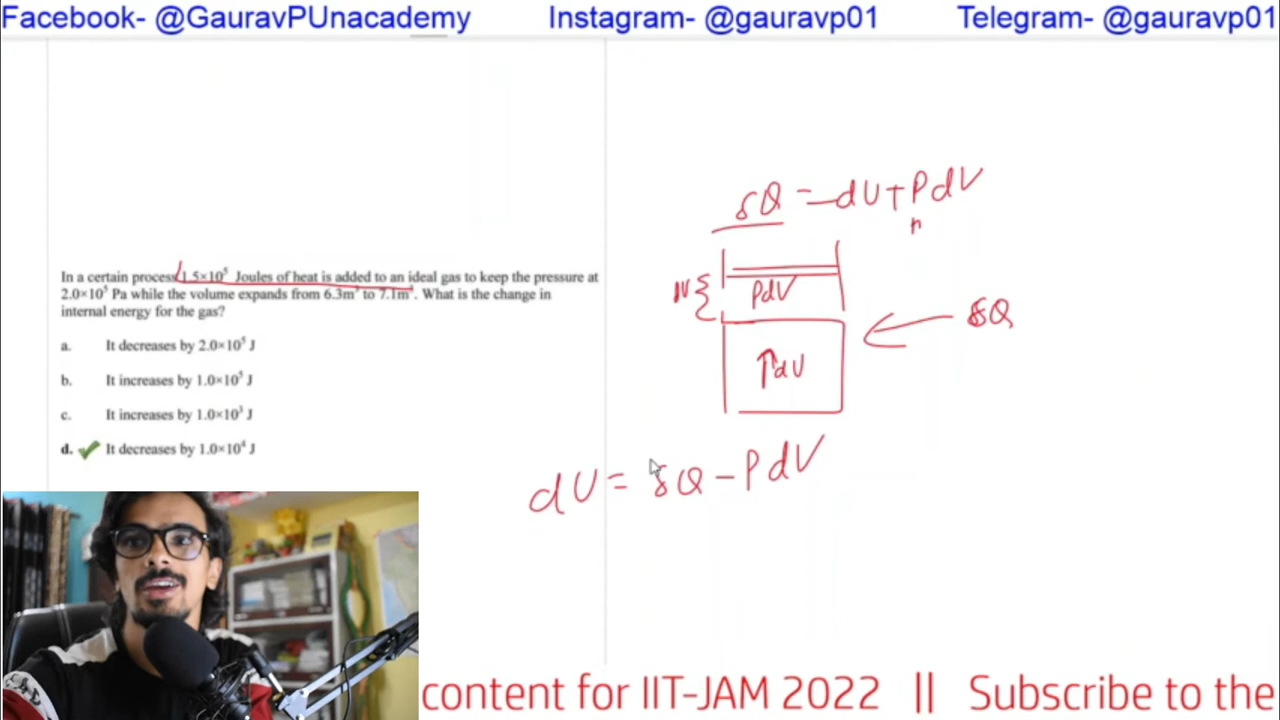 Facebook- @GauravPUnacademy Instagram- @gauravp01 Telegram- @gauravp01
δQ = dU + PdV
In a certain process 1.5×10⁵ Joules of heat is added to an ideal gas to keep the pressure at
2.0×10⁵ Pa while the volume expands from 6.3m³ to 7.1m³. What is the change in
internal energy for the gas?
PdV
δQ
a. It decreases by 2.0×10⁵ J
↑dU
b. It increases by 1.0×10⁵ J
c. It increases by 1.0×10³ J
d. It decreases by 1.0×10⁴ J
dU = δQ - PdV
content for IIT-JAM 2022 || Subscribe to the